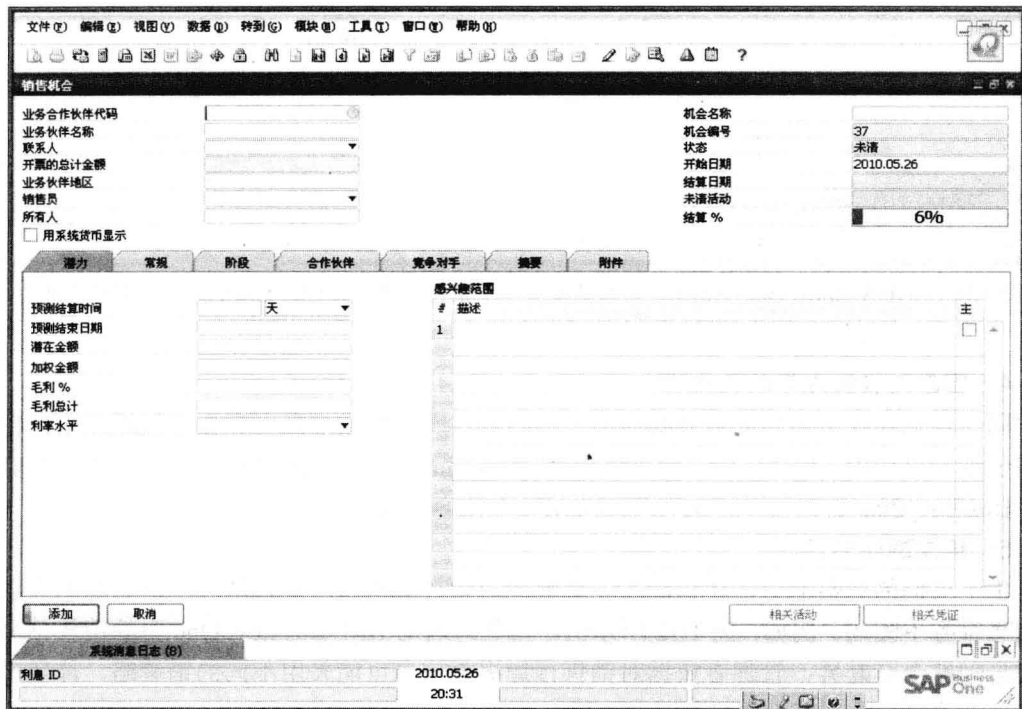 文件(F) 编辑(E) 视图(V) 数据(D) 转到(G) 模块(M) 工具(T) 窗口(W) 帮助(H)
销售机会
业务合作伙伴代码
机会名称
业务伙伴名称
机会编号 37
联系人
状态 未清
开票的总计金额
开始日期 2010.05.26
业务伙伴地区
结算日期
销售员
未清活动
所有人
结算 % 6%
用系统货币显示
潜力 常规 阶段 合作伙伴 竞争对手 摘要 附件
感兴趣范围
预测结算时间 天
# 描述 主
预测结束日期
1
潜在金额
加权金额
毛利 %
毛利总计
利率水平
添加 取消 相关活动 相关凭证
系统消息日志 (B)
利息 ID 2010.05.26
20:31
SAP Business One